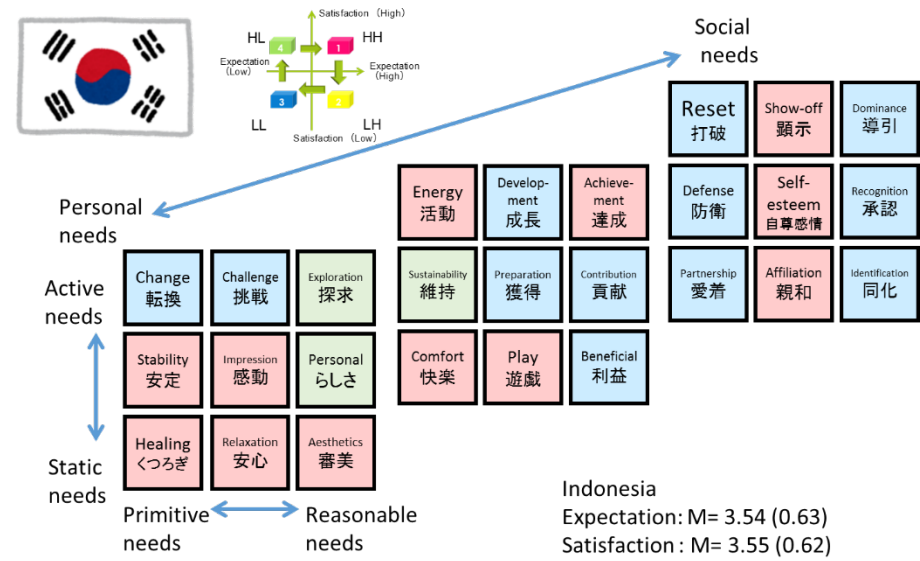 Satisfaction (High)
HL
HH
4
1
Expectation
(Low)
Expectation
(High)
3
2
LL
LH
Satisfaction (Low)
Social
needs
Personal
needs
Active
needs
Static
needs
Primitive
needs
Reasonable
needs
Change
転換
Challenge
挑戦
Exploration
探求
Stability
安定
Impression
感動
Personal
らしさ
Healing
くつろぎ
Relaxation
安心
Aesthetics
審美
Energy
活動
Develop-
ment
成長
Achieve-
ment
達成
Sustainability
維持
Preparation
獲得
Contribution
貢献
Comfort
快楽
Play
遊戯
Beneficial
利益
Reset
打破
Show-off
顕示
Dominance
導引
Defense
防衛
Self-
esteem
自尊感情
Recognition
承認
Partnership
愛着
Affiliation
親和
Identification
同化
Indonesia
Expectation: M= 3.54 (0.63)
Satisfaction : M= 3.55 (0.62)